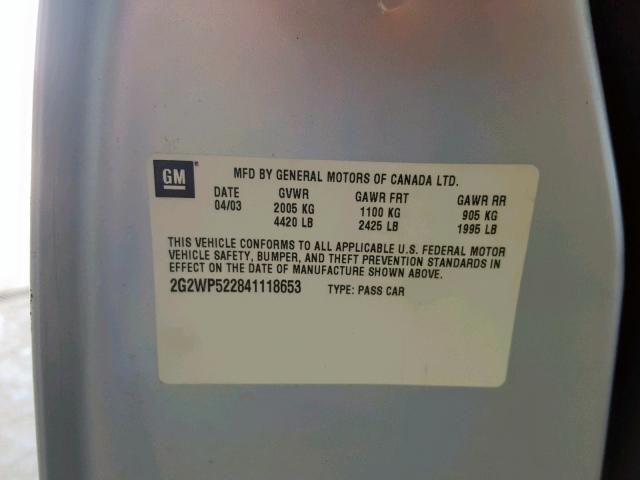 GM ®
MFD BY GENERAL MOTORS OF CANADA LTD.
DATE GVWR GAWR FRT GAWR RR
04/03 2005 KG 1100 KG 905 KG
4420 LB 2425 LB 1995 LB
THIS VEHICLE CONFORMS TO ALL APPLICABLE U.S. FEDERAL MOTOR
VEHICLE SAFETY, BUMPER, AND THEFT PREVENTION STANDARDS IN
EFFECT ON THE DATE OF MANUFACTURE SHOWN ABOVE.
2G2WP522841118653 TYPE: PASS CAR